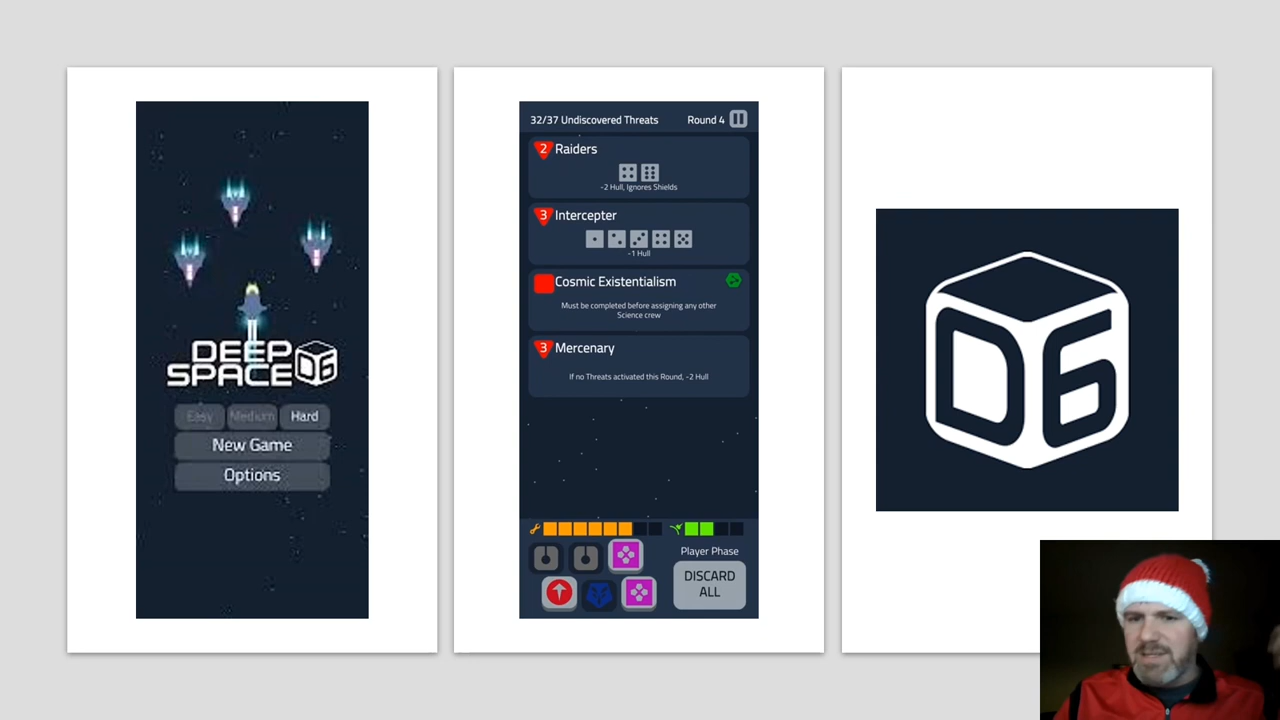 DEEP
SPACE D6
Easy Medium Hard
New Game
Options
32/37 Undiscovered Threats Round 4
2 Raiders
-2 Hull, Ignores Shields
3 Intercepter
-1 Hull
Cosmic Existentialism
Must be completed before assigning any other
Science crew
3 Mercenary
If no Threats activated this Round, -2 Hull
Player Phase
DISCARD
ALL
D6